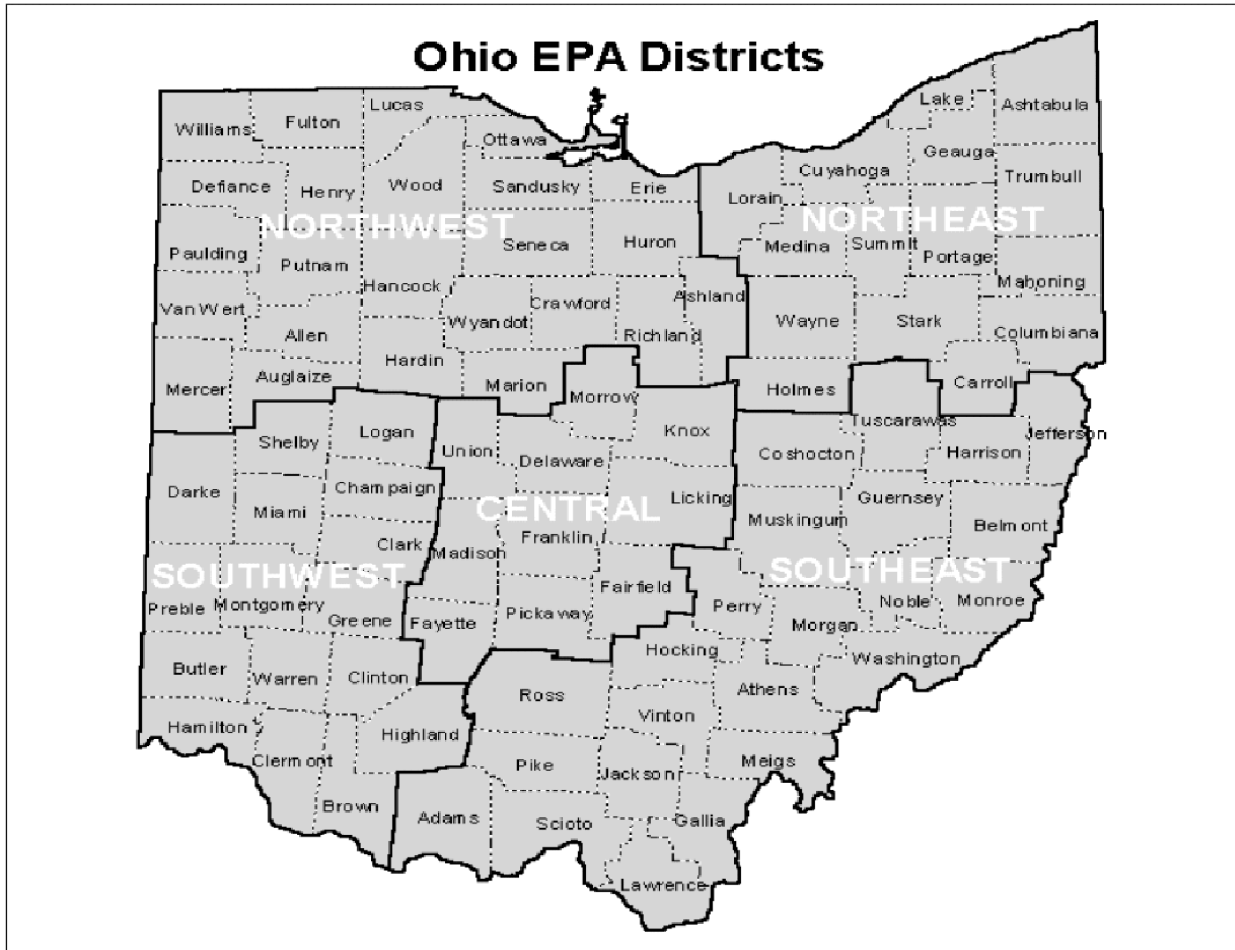 Ohio EPA Districts
Lucas
Lake
Ashtabula
Williams
Fulton
Ottawa
Geauga
Cuyahoga
Trumbull
Defiance
Henry
Wood
Sandusky
Erie
Lorain
NORTHWEST
NORTHEAST
Paulding
Putnam
Seneca
Huron
Medina
Summit
Portage
Mahoning
Van Wert
Hancock
Crawford
Ashland
Allen
Wyandot
Richland
Wayne
Stark
Columbiana
Mercer
Auglaize
Hardin
Marion
Morrow
Holmes
Carroll
Shelby
Logan
Union
Knox
Tuscarawas
Jefferson
Delaware
Coshocton
Harrison
Darke
Miami
Champaign
Licking
Guernsey
CENTRAL
Muskingum
Belmont
Clark
Madison
Franklin
SOUTHWEST
SOUTHEAST
Preble
Montgomery
Greene
Fayette
Pickaway
Fairfield
Perry
Noble
Monroe
Morgan
Hocking
Washington
Butler
Warren
Clinton
Ross
Athens
Vinton
Hamilton
Highland
Clermont
Pike
Jackson
Meigs
Brown
Adams
Scioto
Gallia
Lawrence